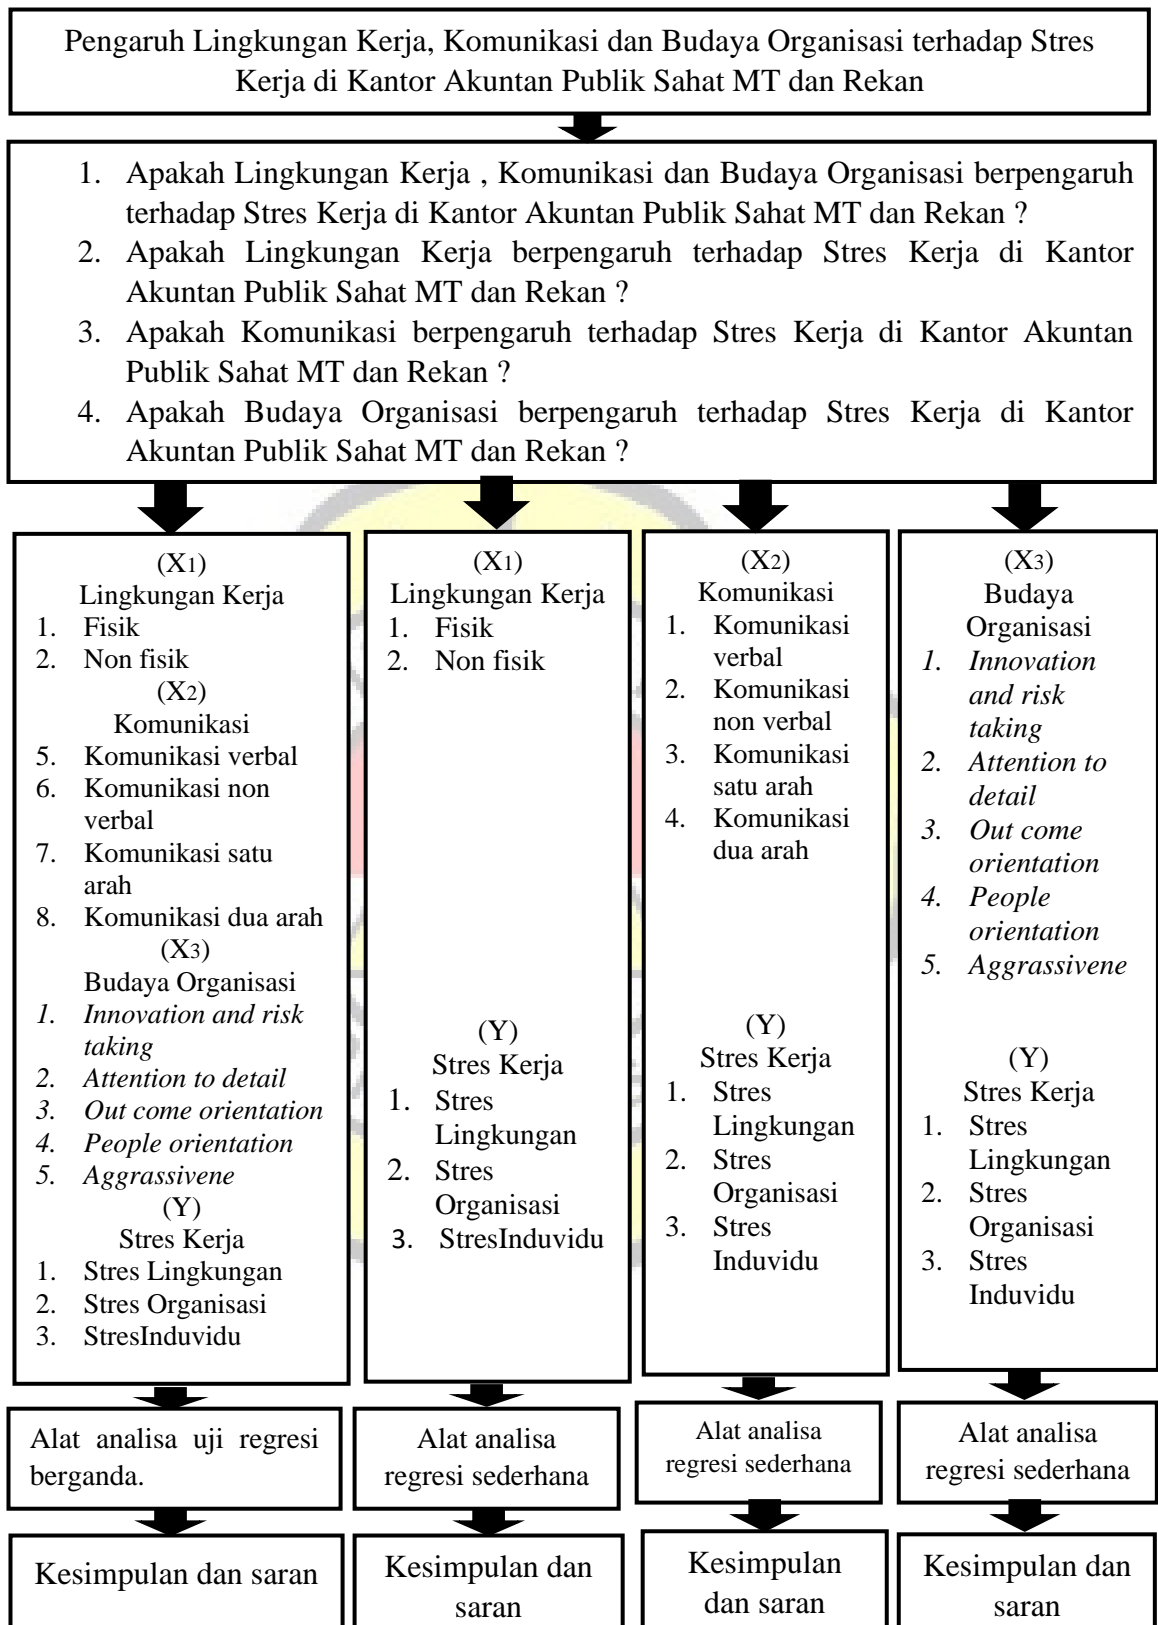 Pengaruh Lingkungan Kerja, Komunikasi dan Budaya Organisasi terhadap Stres
Kerja di Kantor Akuntan Publik Sahat MT dan Rekan
1. Apakah Lingkungan Kerja , Komunikasi dan Budaya Organisasi berpengaruh
terhadap Stres Kerja di Kantor Akuntan Publik Sahat MT dan Rekan ?
2. Apakah Lingkungan Kerja berpengaruh terhadap Stres Kerja di Kantor
Akuntan Publik Sahat MT dan Rekan ?
3. Apakah Komunikasi berpengaruh terhadap Stres Kerja di Kantor Akuntan
Publik Sahat MT dan Rekan ?
4. Apakah Budaya Organisasi berpengaruh terhadap Stres Kerja di Kantor
Akuntan Publik Sahat MT dan Rekan ?
(X1)
Lingkungan Kerja
1. Fisik
2. Non fisik
(X2)
Komunikasi
5. Komunikasi verbal
6. Komunikasi non
verbal
7. Komunikasi satu
arah
8. Komunikasi dua arah
(X3)
Budaya Organisasi
1. Innovation and risk
taking
2. Attention to detail
3. Out come orientation
4. People orientation
5. Aggrassivene
(Y)
Stres Kerja
1. Stres Lingkungan
2. Stres Organisasi
3. StresInduvidu
(X1)
Lingkungan Kerja
1. Fisik
2. Non fisik
(Y)
Stres Kerja
1. Stres
Lingkungan
2. Stres
Organisasi
3. StresInduvidu
(X2)
Komunikasi
1. Komunikasi
verbal
2. Komunikasi
non verbal
3. Komunikasi
satu arah
4. Komunikasi
dua arah
(Y)
Stres Kerja
1. Stres
Lingkungan
2. Stres
Organisasi
3. Stres
Induvidu
(X3)
Budaya
Organisasi
1. Innovation
and risk
taking
2. Attention to
detail
3. Out come
orientation
4. People
orientation
5. Aggrassivene
(Y)
Stres Kerja
1. Stres
Lingkungan
2. Stres
Organisasi
3. Stres
Induvidu
Alat analisa uji regresi
berganda.
Alat analisa
regresi sederhana
Alat analisa
regresi sederhana
Alat analisa
regresi sederhana
Kesimpulan dan saran
Kesimpulan dan
saran
Kesimpulan
dan saran
Kesimpulan dan
saran